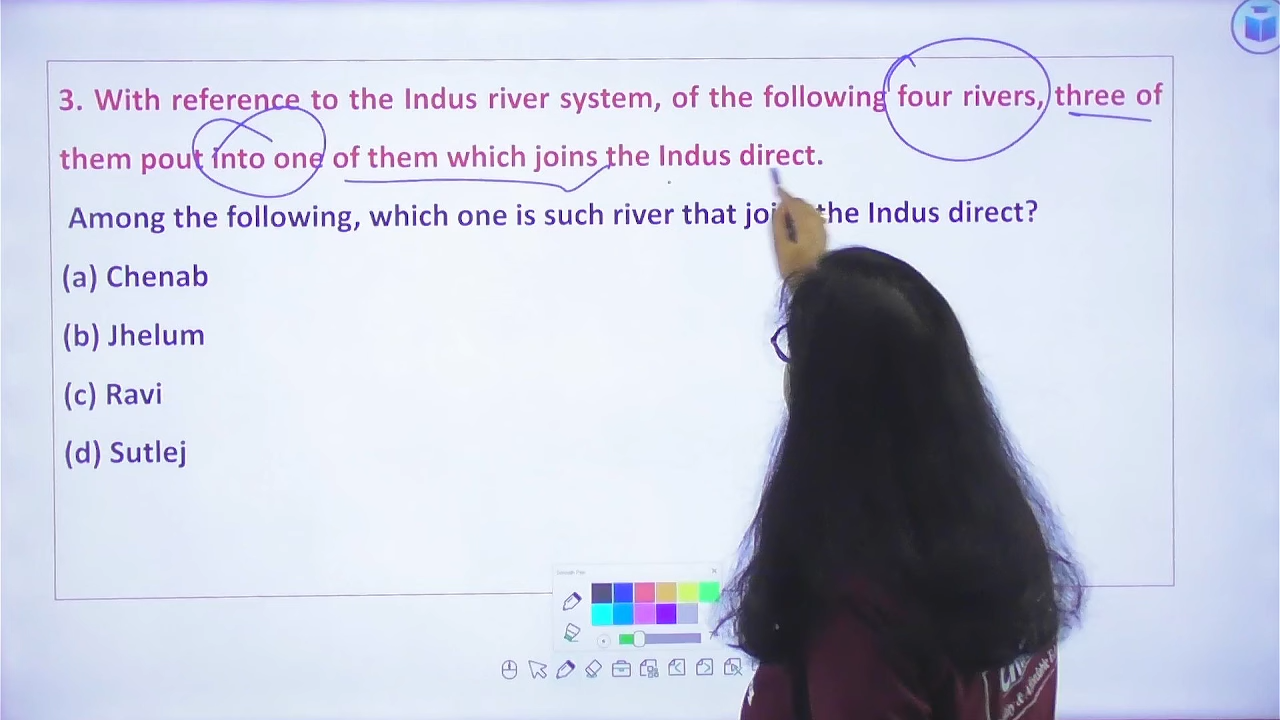 3. With reference to the Indus river system, of the following four rivers, three of
them pout into one of them which joins the Indus direct.
Among the following, which one is such river that the Indus direct?
(a) Chenab
(b) Jhelum
(c) Ravi
(d) Sutlej